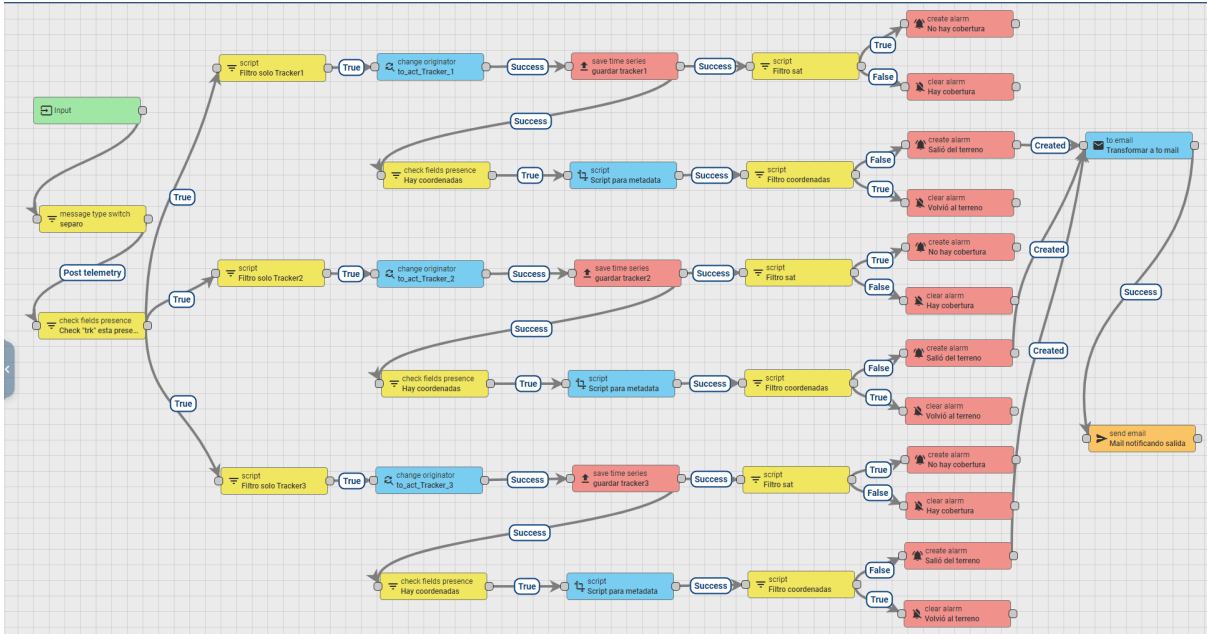 create alarm
No hay cobertura
True
script
Filtro solo Tracker1
True
change originator
to_act_Tracker_1
Success
save time series
guardar tracker1
Success
script
Filtro sat
False
clear alarm
Hay cobertura
Input
Success
create alarm
Salió del terreno
Created
to email
Transformar a to mail
False
check fields presence
Hay coordenadas
True
script
Script para metadata
Success
script
Filtro coordenadas
True
clear alarm
Volvió al terreno
True
message type switch
separo
Post telemetry
create alarm
No hay cobertura
Created
True
script
Filtro solo Tracker2
True
change originator
to_act_Tracker_2
Success
save time series
guardar tracker2
Success
script
Filtro sat
False
clear alarm
Hay cobertura
Success
True
check fields presence
Check "trk" esta prese...
Success
create alarm
Salió del terreno
Created
False
check fields presence
Hay coordenadas
True
script
Script para metadata
Success
script
Filtro coordenadas
True
clear alarm
Volvió al terreno
True
send email
Mail notificando salida
create alarm
No hay cobertura
True
script
Filtro solo Tracker3
True
change originator
to_act_Tracker_3
Success
save time series
guardar tracker3
Success
script
Filtro sat
False
clear alarm
Hay cobertura
Success
create alarm
Salió del terreno
False
check fields presence
Hay coordenadas
True
script
Script para metadata
Success
script
Filtro coordenadas
True
clear alarm
Volvió al terreno